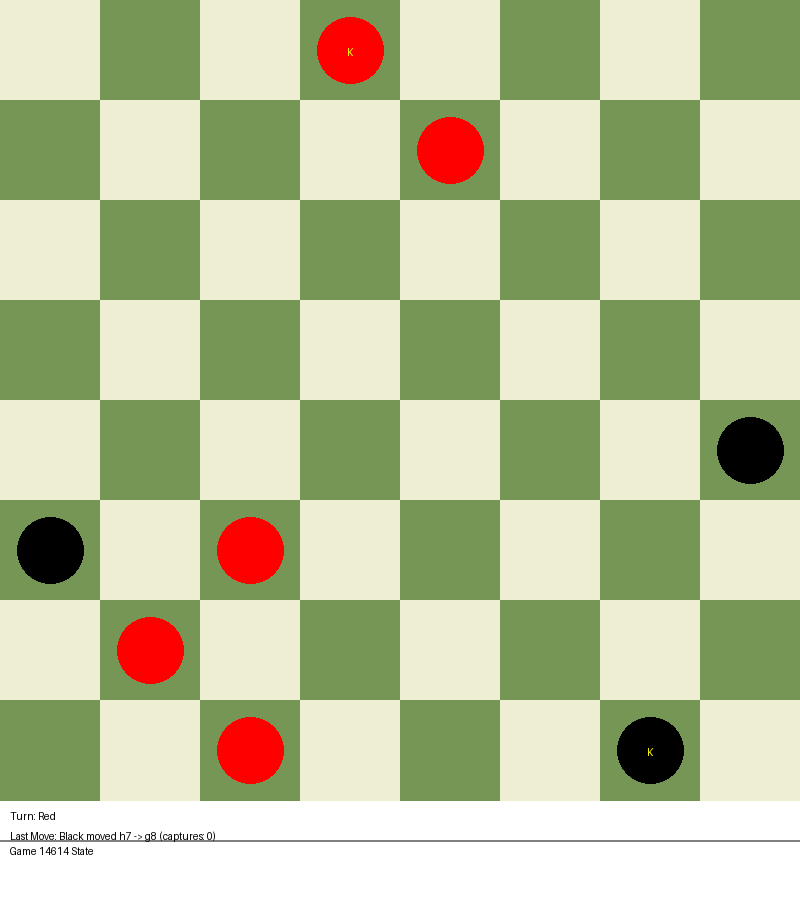 K
K
Turn: Red
Last Move: Black moved h7 -> g8 (captures: 0)
Game 14614 State